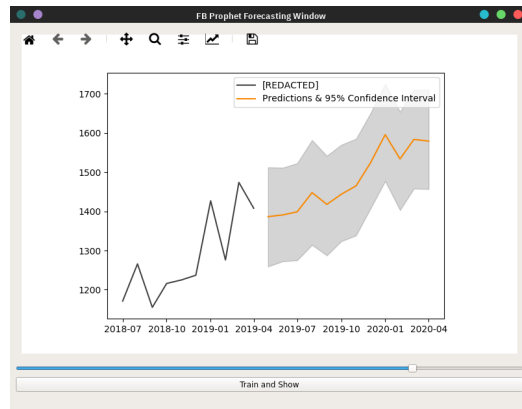 FB Prophet Forecasting Window
[REDACTED]
Predictions & 95% Confidence Interval
1700
1600
1500
1400
1300
1200
2018-07 2018-10 2019-01 2019-04 2019-07 2019-10 2020-01 2020-04
Train and Show